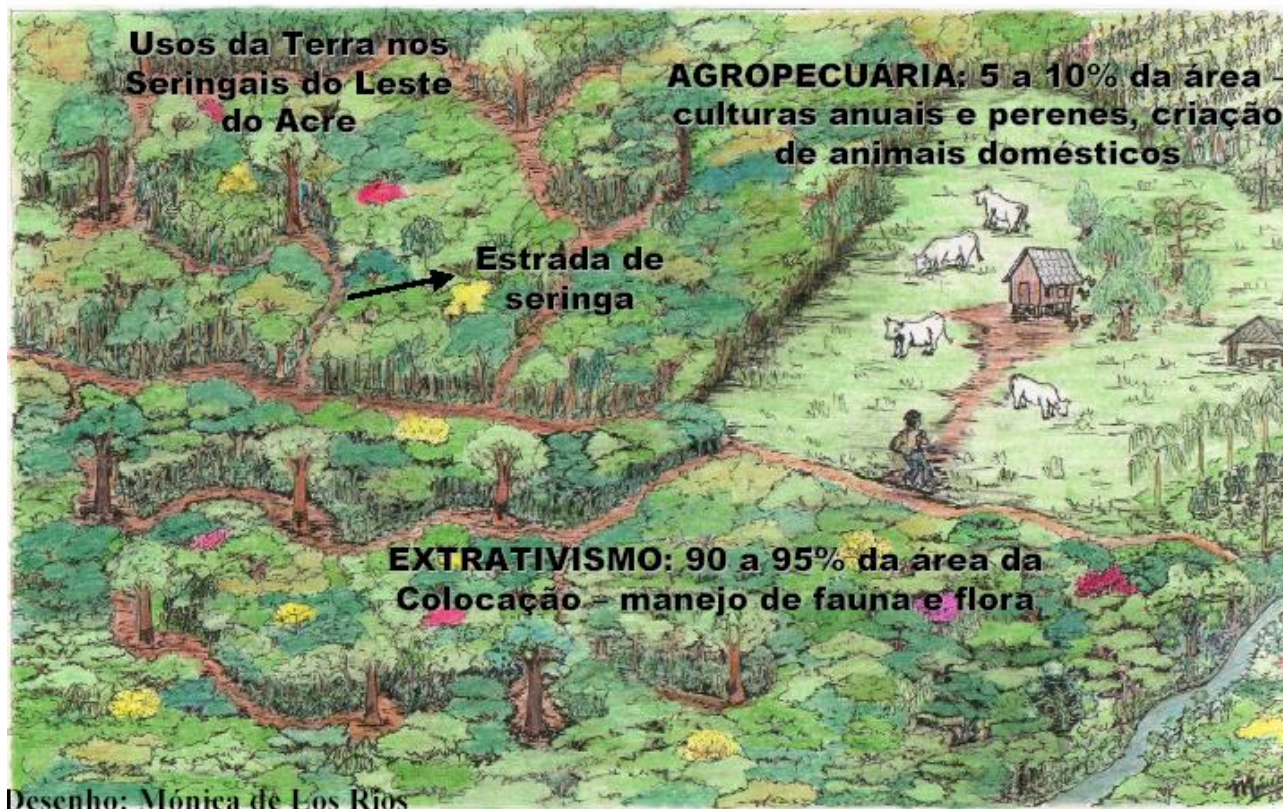 Usos da Terra nos
Seringais do Leste
do Acre
AGROPECUÁRIA: 5 a 10% da área –
culturas anuais e perenes, criação
de animais domésticos
Estrada de
seringa
EXTRATIVISMO: 90 a 95% da área da
Colocação – manejo de fauna e flora
Desenho: Mónica de Los Rios